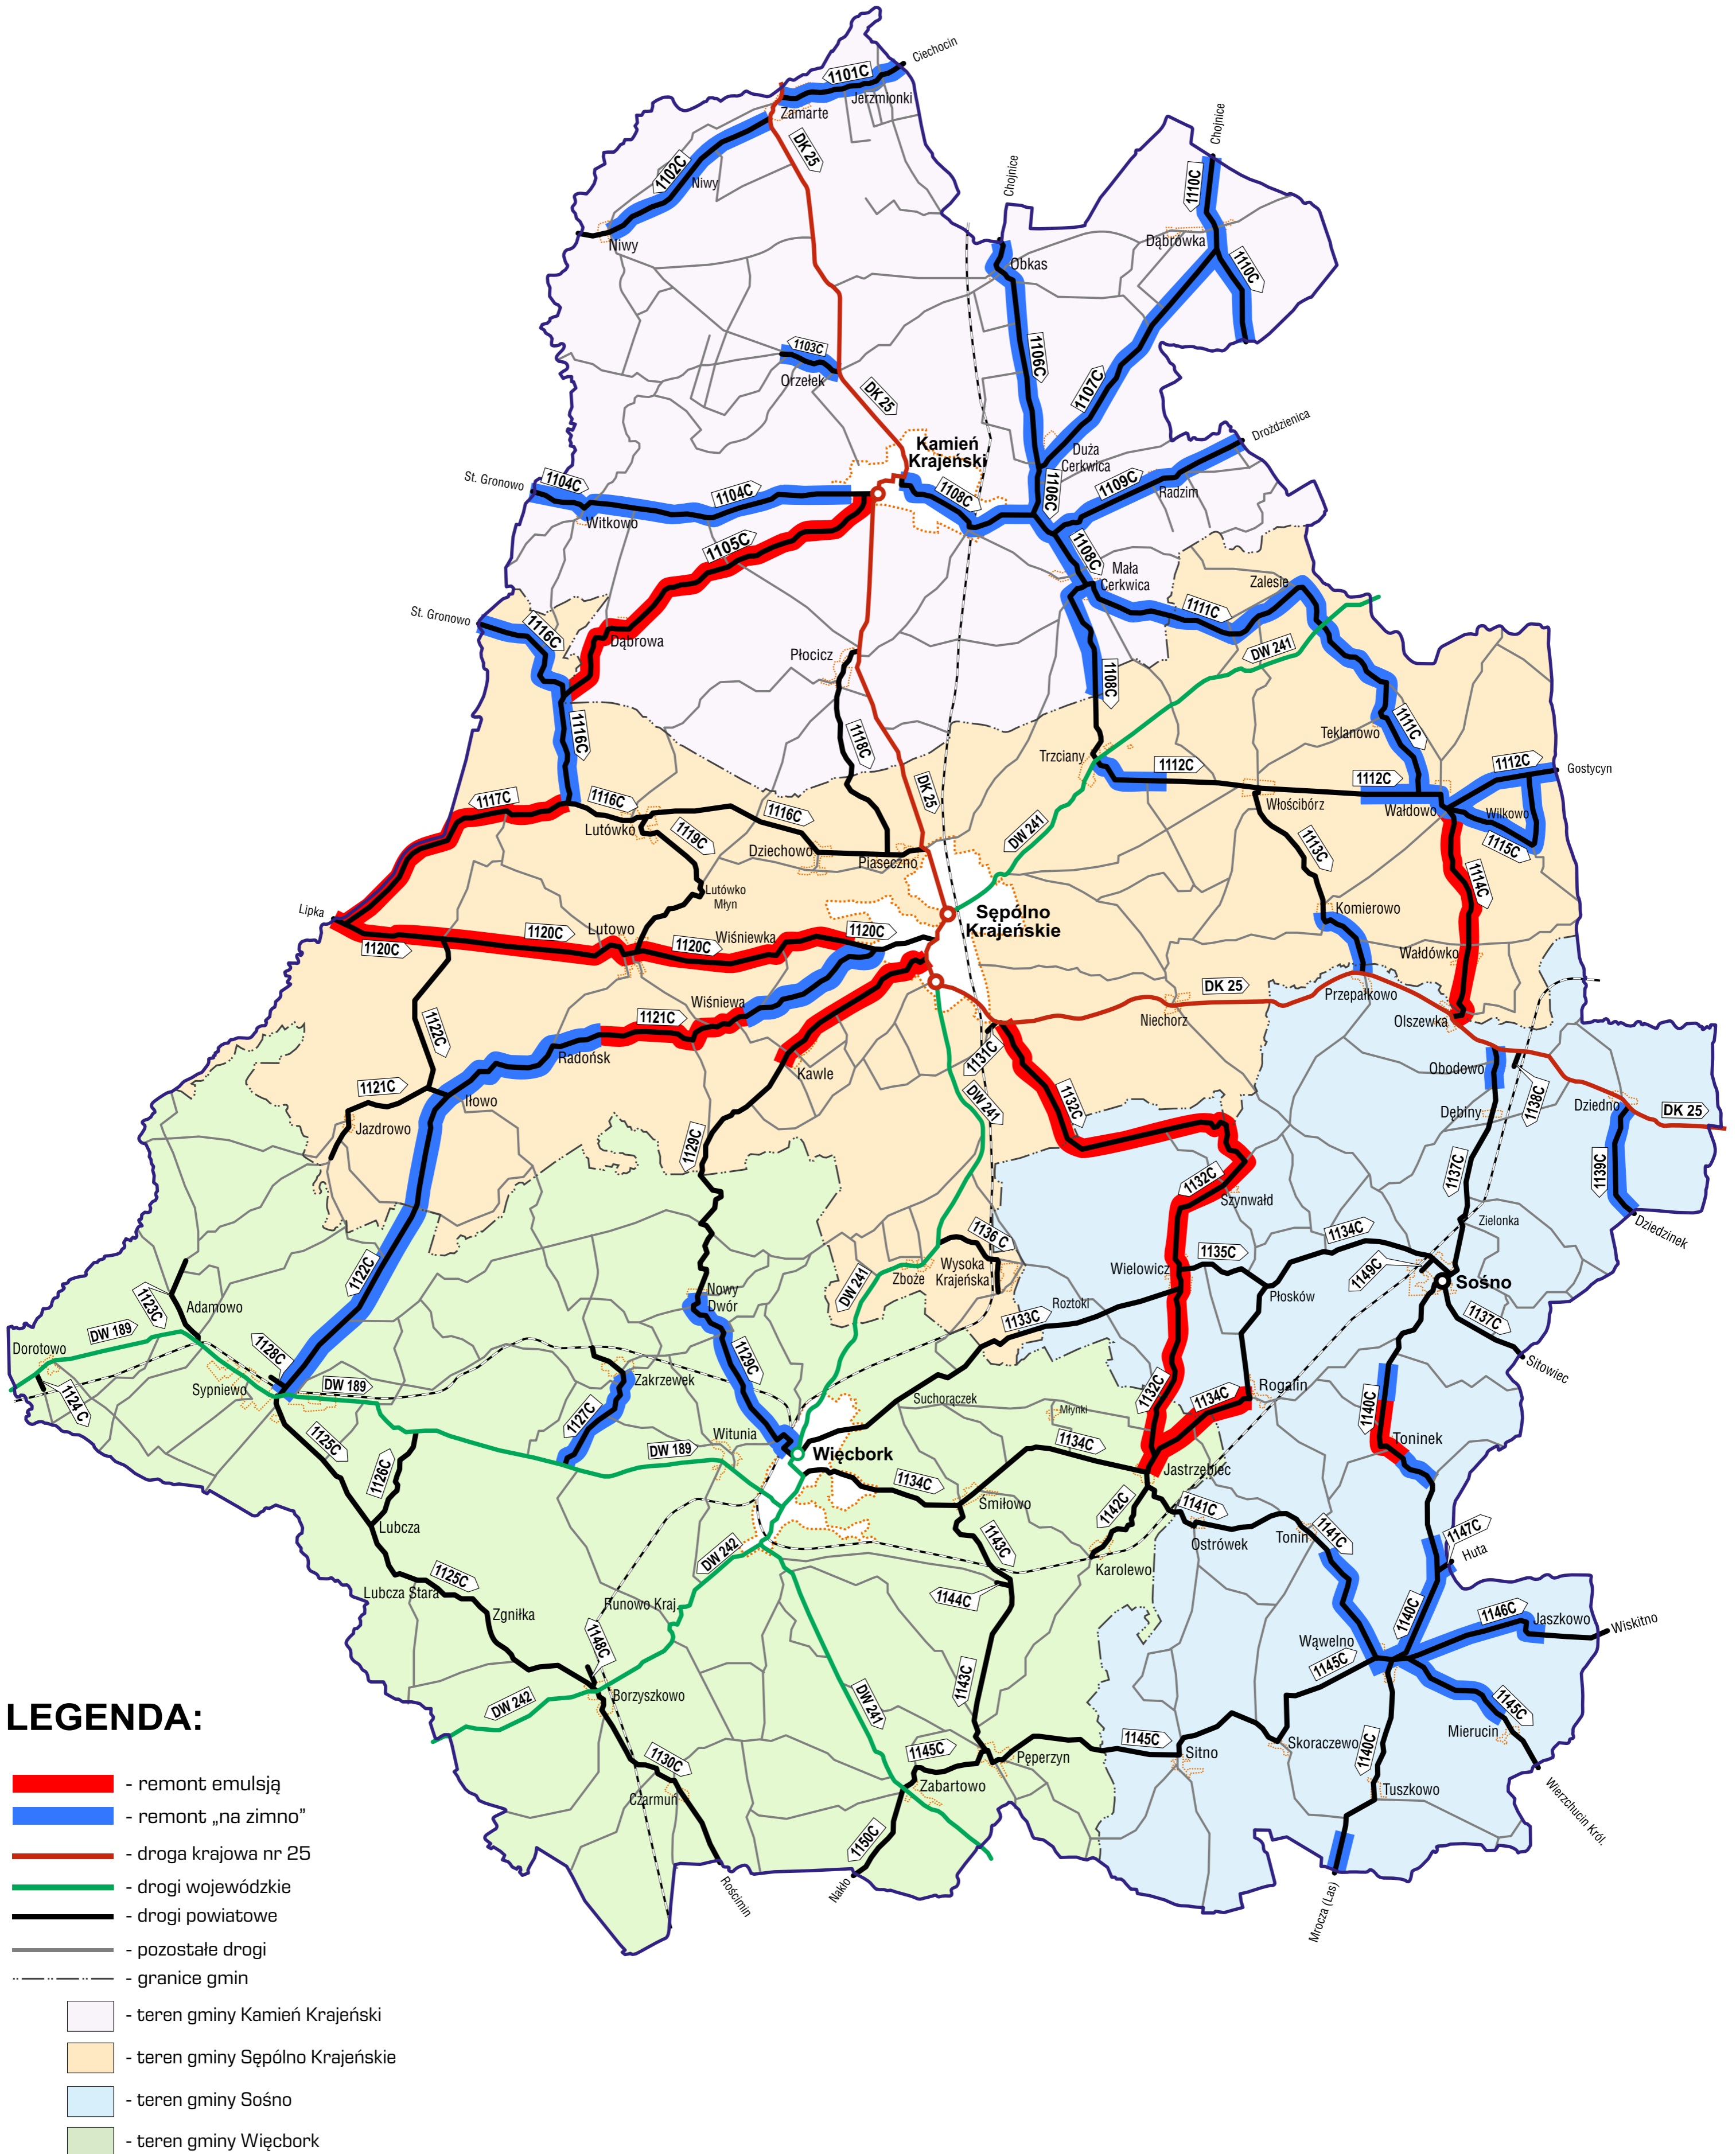 Ciechocin
1101C
Jerzmionki
Zamarte
DK 25
1102C
Niwy
Niwy
Chojnice
Chojnice
1110C
Dąbrówka
1110C
Obkas
1106C
1107C
1103C
Orzełek
DK 25
Kamień
Krajeński
Duża
Cerkwica
Drożdzienica
St. Gronowo
1104C
1104C
Witkowo
1108C
1106C
1109C
Radzim
1105C
1108C
Mała
Cerkwica
Zalesie
1111C
St. Gronowo
1116C
Dąbrowa
Płocicz
DW 241
1108C
1116C
1118C
Teklanowo
1111C
Trzciany
1112C
1112C
1112C
Gostycyn
DK 25
1117C
1116C
Lutówko
1116C
1119C
Dziechowo
Piaseczno
DW 241
Włościbórz
Wałdowo
Wilkowo
1115C
1113C
1114C
Lutówko
Młyn
Lipka
1120C
1120C
Lutowo
1120C
Wiśniewka
1120C
Sępólno
Krajeńskie
Komierowo
Wałdówko
Wiśniewa
1121C
Radońsk
1122C
Kawle
Niechorz
DK 25
Przepałkowo
Olszewka
1131C
1132C
DW 241
Obodowo
1138C
Dziedno
DK 25
Dębiny
1121C
Iłowo
Jazdrowo
1129C
1137C
1139C
1132C
Szynwałd
Zielonka
Dziedzinek
1136 C
Wysoka
Krajeńska
Zboże
1134C
1135C
Wielowicz
Płosków
1149C
Sośno
1122C
1123C
Adamowo
DW 241
Nowy
Dwór
Roztoki
1133C
1137C
Sitowiec
Dorotowo
DW 189
1128C
1124 C
Sypniewo
DW 189
1129C
Zakrzewek
1127C
Suchorączek
Młynki
1132C
1134C
Rogalin
1140C
Toninek
1125C
1126C
Witunia
DW 189
Więcbork
1134C
1134C
Jastrzębiec
Śmiłowo
Lubcza
1142C
1141C
Ostrówek
Tonin
1141C
1147C
Huta
1143C
DW 242
Karolewo
1125C
Lubcza Stara
Zgniłka
Runowo Kraj.
1144C
1140C
1146C
Jaszkowo
Wiskitno
1148C
Wąwelno
1145C
1143C
DW 242
Borzyszkowo
DW 241
1145C
Mierucin
1145C
Pęperzyn
1145C
Sitno
Skoraczewo
1140C
1130C
Czarmuń
Zabartowo
Tuszkowo
Wierzchucin Król.
1150C
Rościmin
Nakło
Mrocza (Las)
LEGENDA:
- remont emulsją
- remont „na zimno”
- droga krajowa nr 25
- drogi wojewódzkie
- drogi powiatowe
- pozostałe drogi
- granice gmin
- teren gminy Kamień Krajeński
- teren gminy Sępólno Krajeńskie
- teren gminy Sośno
- teren gminy Więcbork